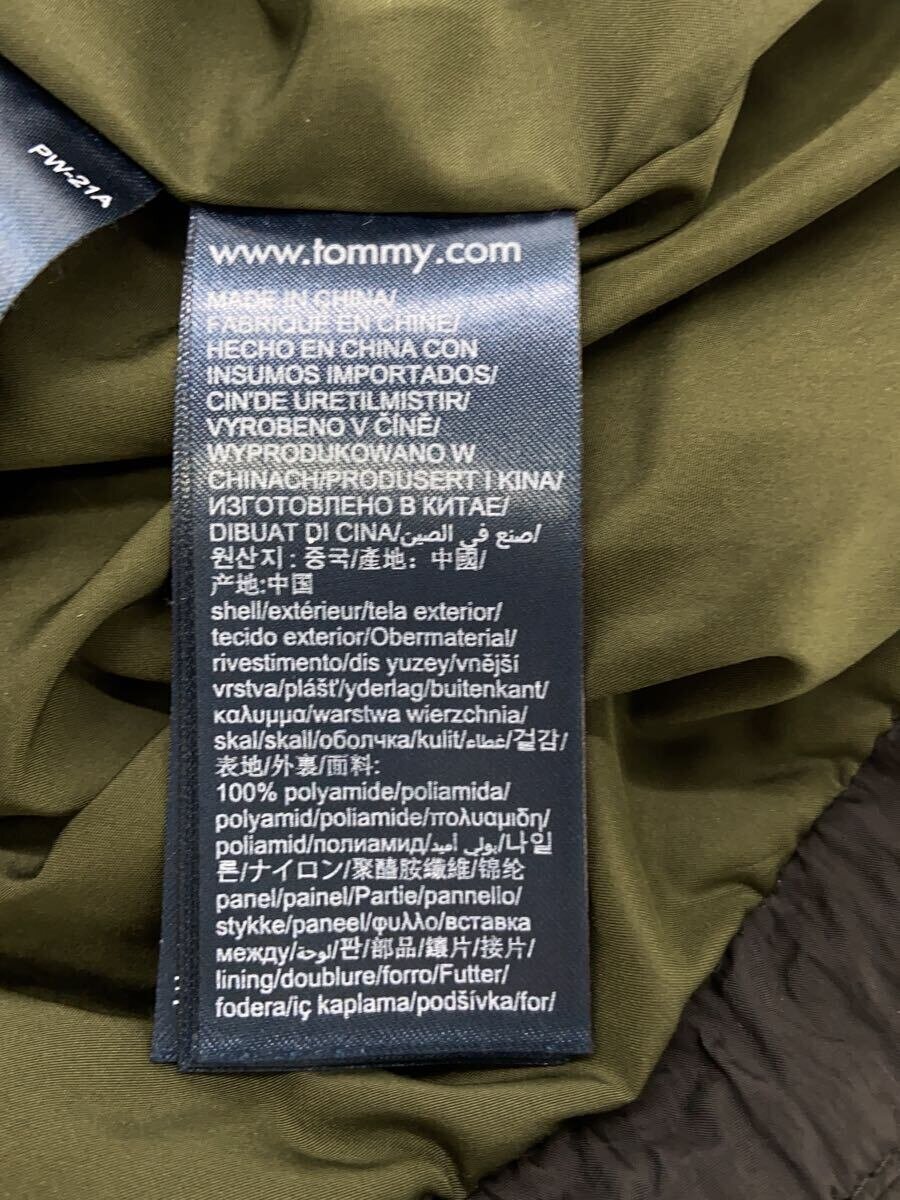 PW-21A
www.tommy.com
MADE IN CHINA/
FABRIQUÉ EN CHINE/
HECHO EN CHINA CON
INSUMOS IMPORTADOS/
CIN'DE URETILMISTIR/
VYROBENO V ČÍNĚ/
WYPRODUKOWANO W
CHINACH/PRODUSERT I KINA/
ИЗГОТОВЛЕНО В КИТАЕ/
DIBUAT DI CINA/صنع في الصين/
원산지 : 중국/產地：中國/
产地:中国
shell/extérieur/tela exterior/
tecido exterior/Obermaterial/
rivestimento/dis yuzey/vnější
vrstva/plášť/yderlag/buitenkant/
καλυμμα/warstwa wierzchnia/
skal/skall/оболчка/kulit/غطاء/겉감/
表地/外裏/面料:
100% polyamide/poliamida/
polyamid/poliamide/πολυαμιδη/
poliamid/полиамид/بولي أميد/나일
론/ナイロン/聚醯胺纖維/锦纶
panel/painel/Partie/pannello/
stykke/paneel/φυλλο/вставка
между/لوحة/판/部品/鑲片/接片/
lining/doublure/forro/Futter/
fodera/iç kaplama/podšívka/for/